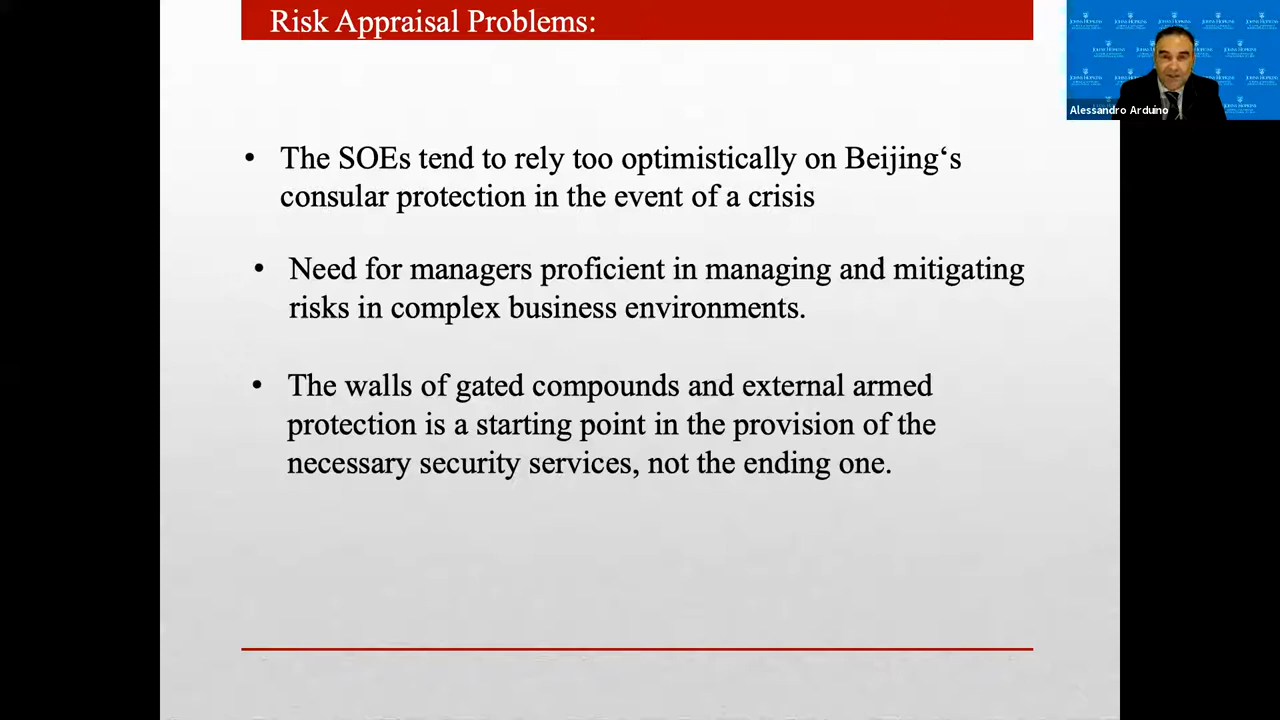 Risk Appraisal Problems:
JOHNS HOPKINS
Alessandro Arduino
• The SOEs tend to rely too optimistically on Beijing‘s
consular protection in the event of a crisis
• Need for managers proficient in managing and mitigating
risks in complex business environments.
• The walls of gated compounds and external armed
protection is a starting point in the provision of the
necessary security services, not the ending one.